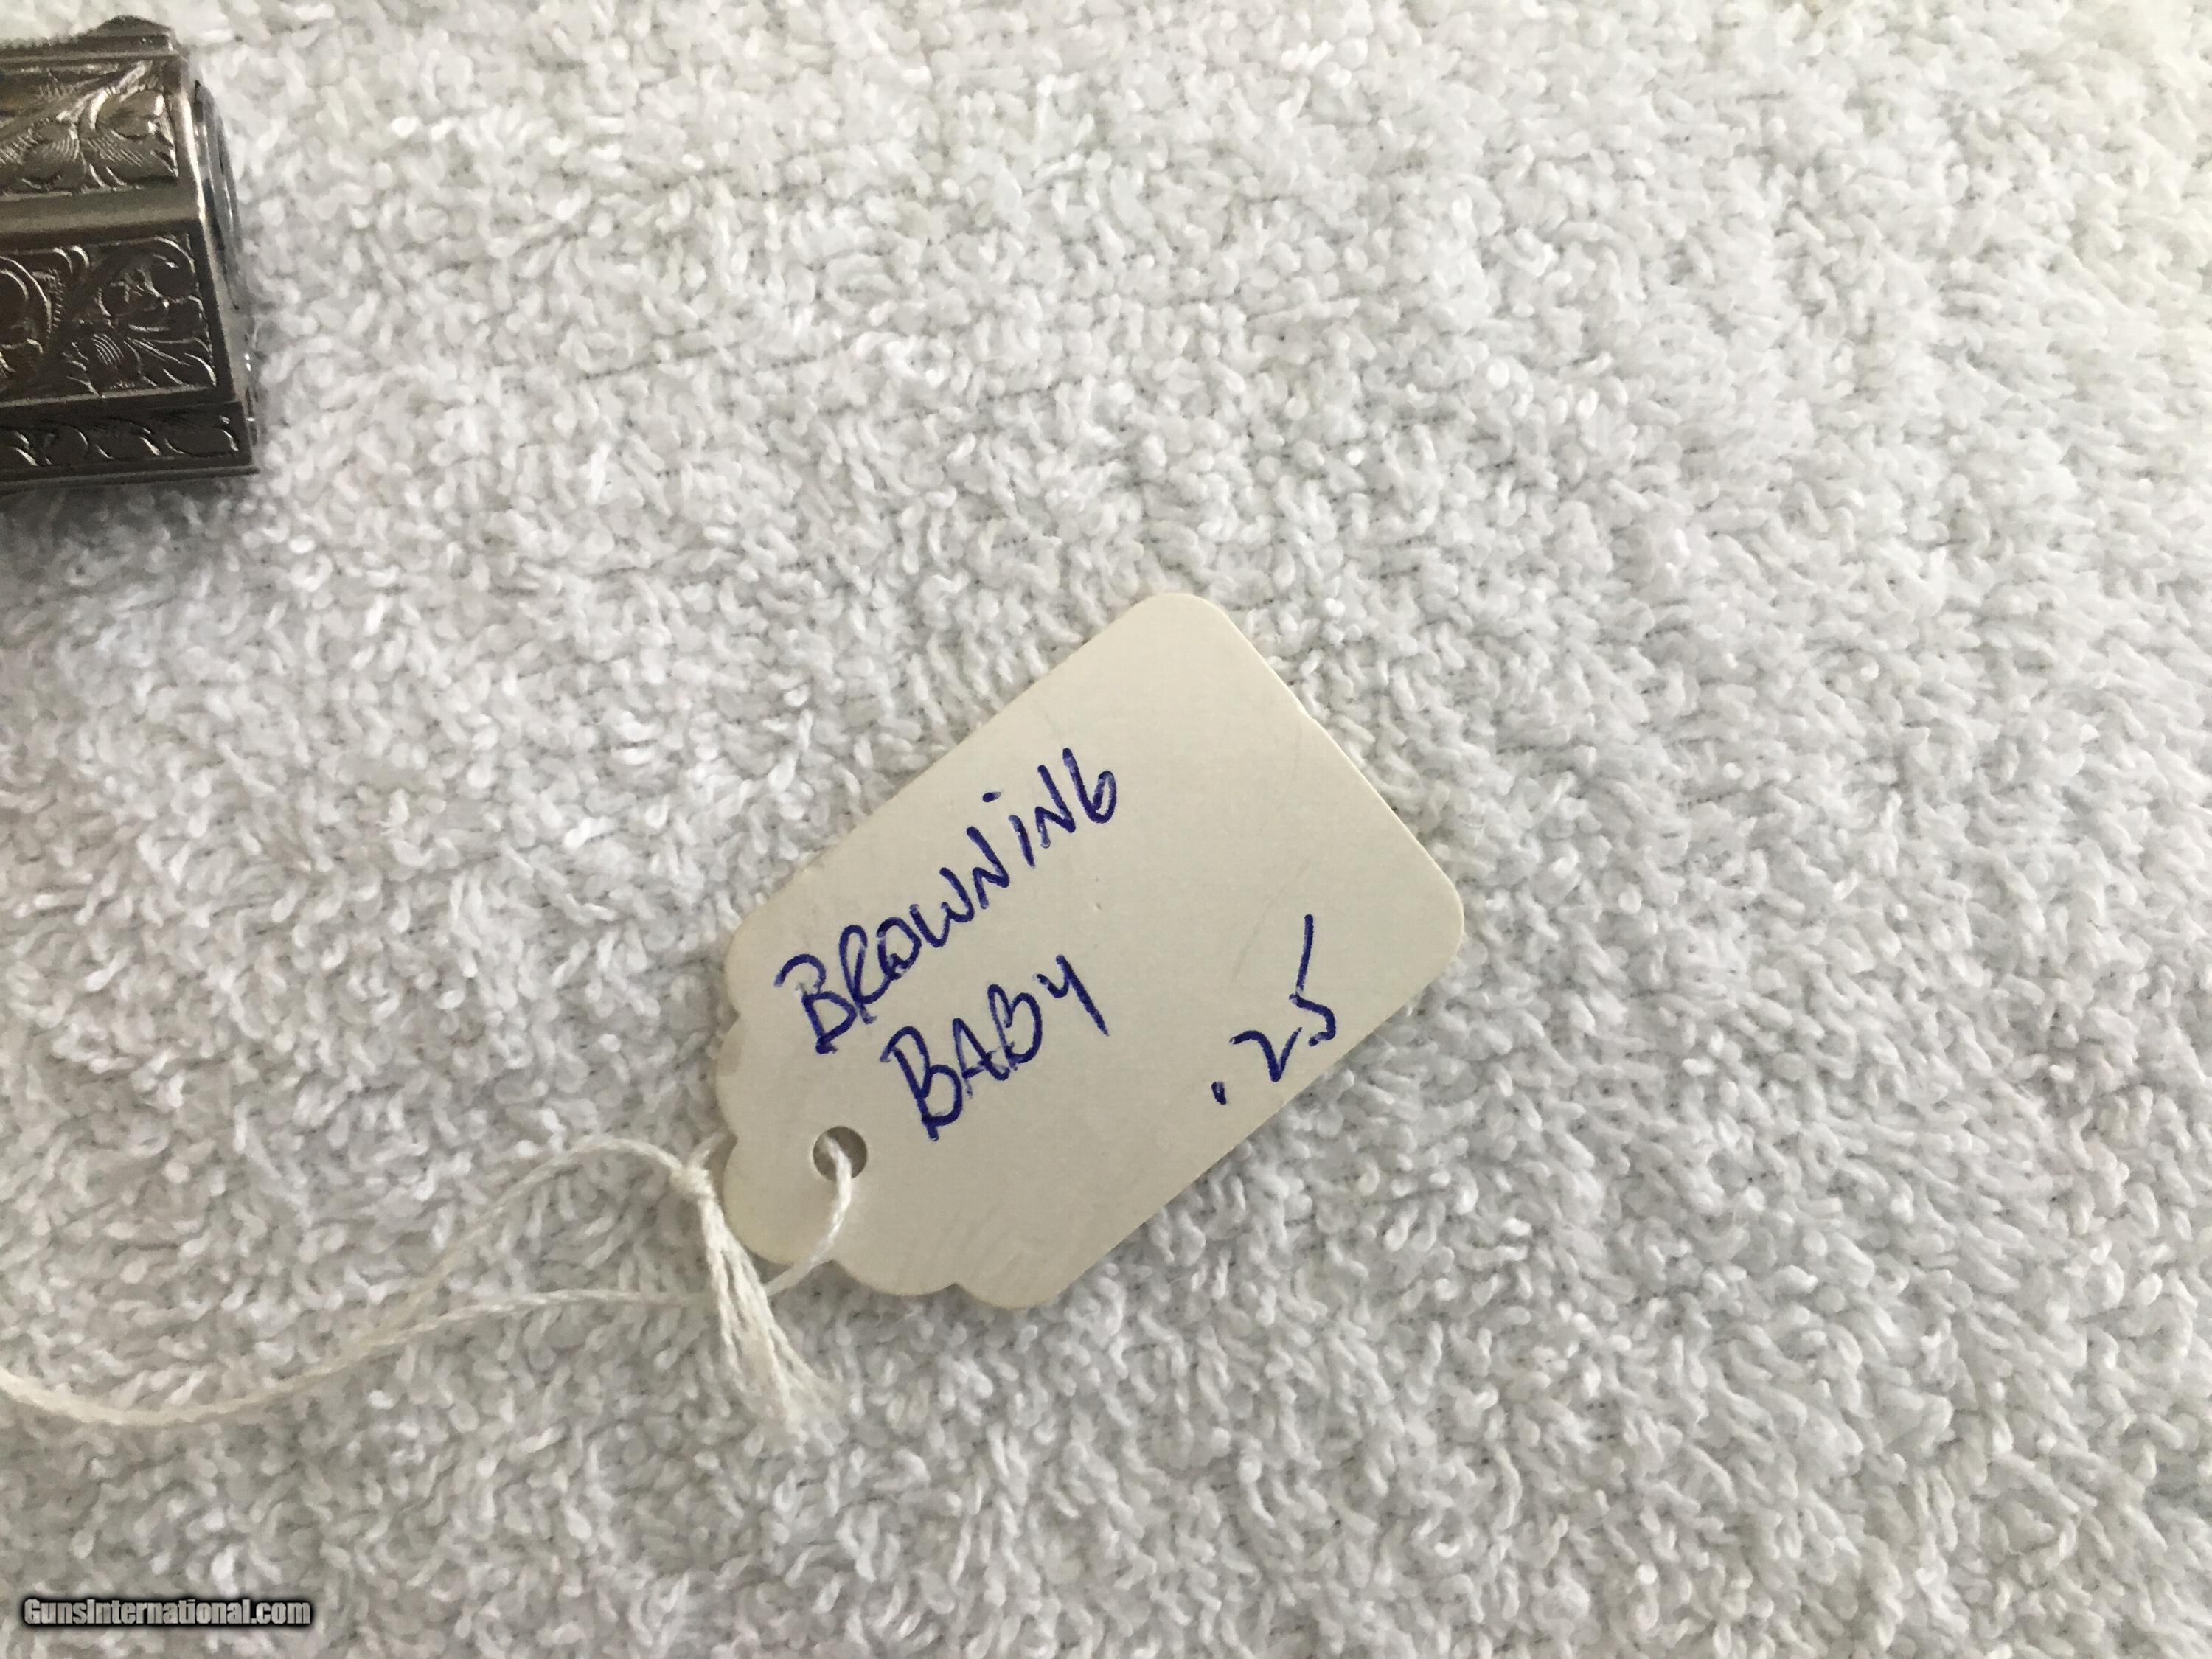 BROWNiNG
BABY
.25
GunsInternational.com